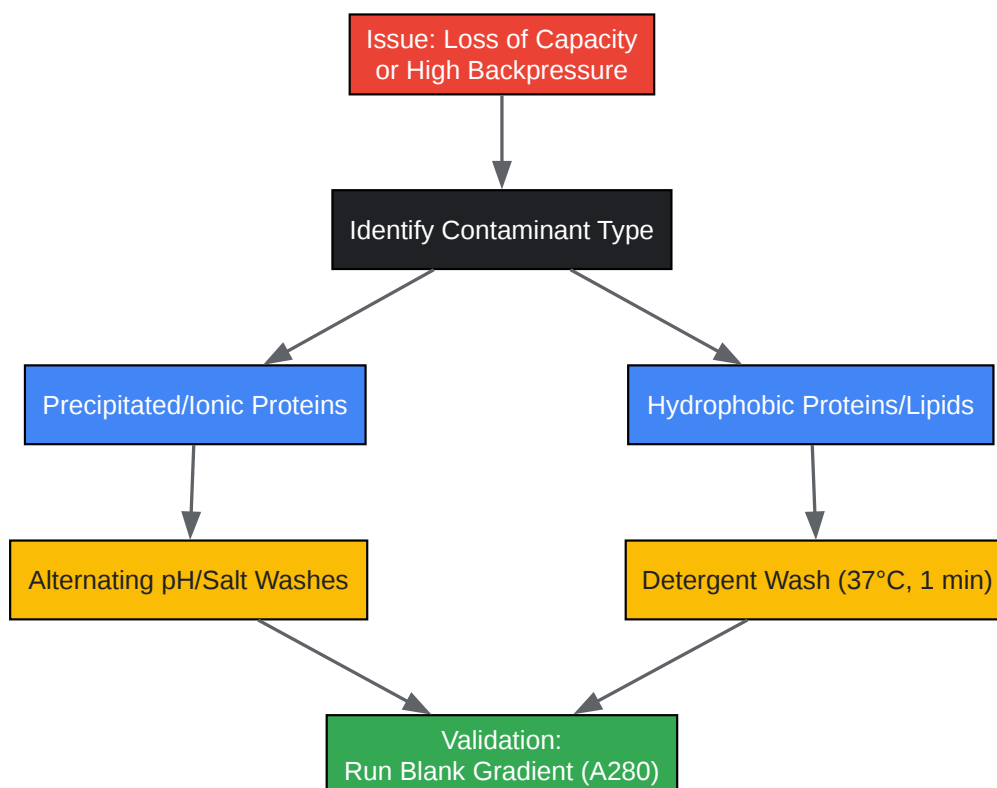 Issue: Loss of Capacity
or High Backpressure
Identify Contaminant Type
Precipitated/Ionic Proteins
Hydrophobic Proteins/Lipids
Alternating pH/Salt Washes
Detergent Wash (37°C, 1 min)
Validation:
Run Blank Gradient (A280)